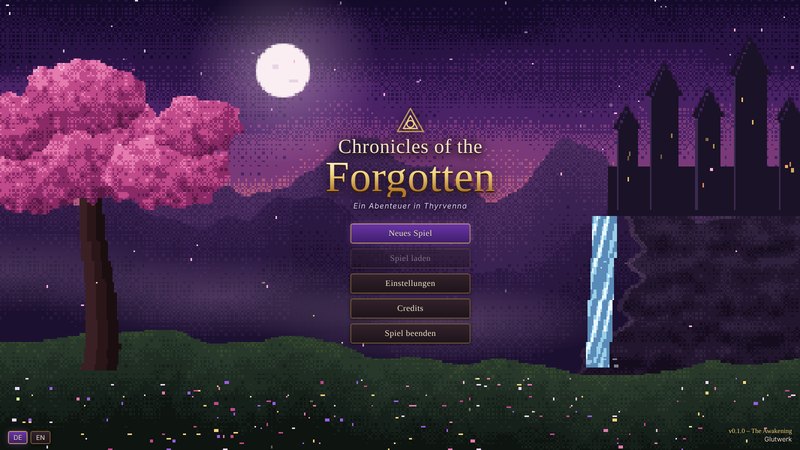 Chronicles of the
Forgotten
Ein Abenteuer in Thyrvenna
Neues Spiel
Spiel laden
Einstellungen
Credits
Spiel beenden
DE EN
v0.1.0 – The Awakening
Glutwerk